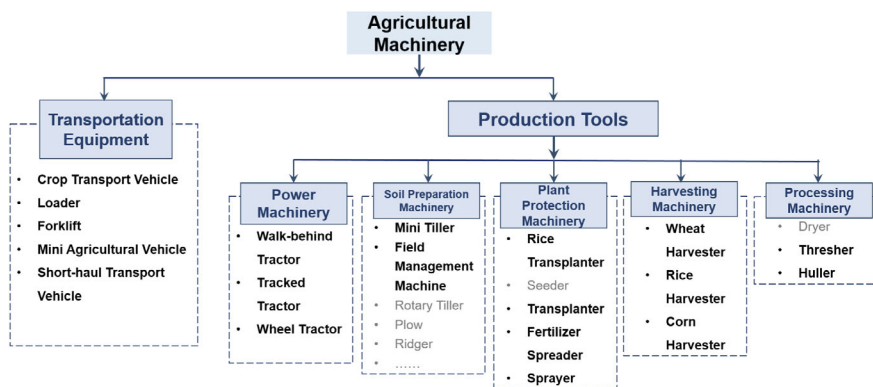 Agricultural
Machinery
Transportation
Equipment
• Crop Transport Vehicle
• Loader
• Forklift
• Mini Agricultural Vehicle
• Short-haul Transport
Vehicle
Production Tools
Power
Machinery
• Walk-behind
Tractor
• Tracked
Tractor
• Wheel Tractor
Soil Preparation
Machinery
• Mini Tiller
• Field
Management
Machine
• Rotary Tiller
• Plow
• Ridger
• ......
Plant
Protection
Machinery
• Rice
Transplanter
• Seeder
• Transplanter
• Fertilizer
Spreader
• Sprayer
Harvesting
Machinery
• Wheat
Harvester
• Rice
Harvester
• Corn
Harvester
Processing
Machinery
• Dryer
• Thresher
• Huller